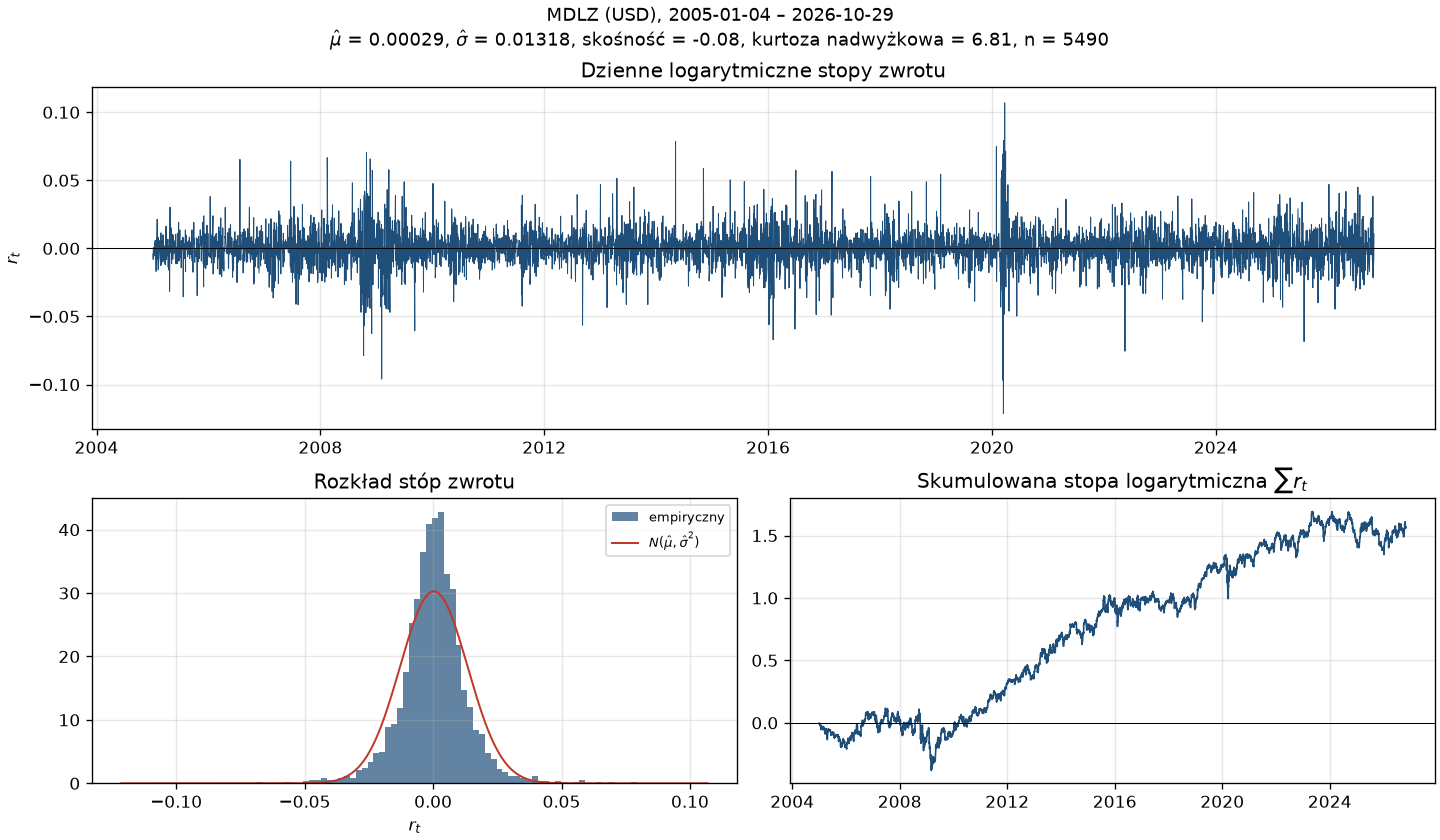 MDLZ (USD), 2005-01-04 – 2026-10-29
μ̂ = 0.00029, σ̂ = 0.01318, skośność = -0.08, kurtoza nadwyżkowa = 6.81, n = 5490
Dzienne logarytmiczne stopy zwrotu
0.10
0.05
0.00
−0.05
−0.10
r_t
2004 2008 2012 2016 2020 2024
Rozkład stóp zwrotu
empiryczny
N(μ̂, σ̂²)
40
30
20
10
0
−0.10 −0.05 0.00 0.05 0.10
r_t
Skumulowana stopa logarytmiczna ∑r_t
1.5
1.0
0.5
0.0
2004 2008 2012 2016 2020 2024